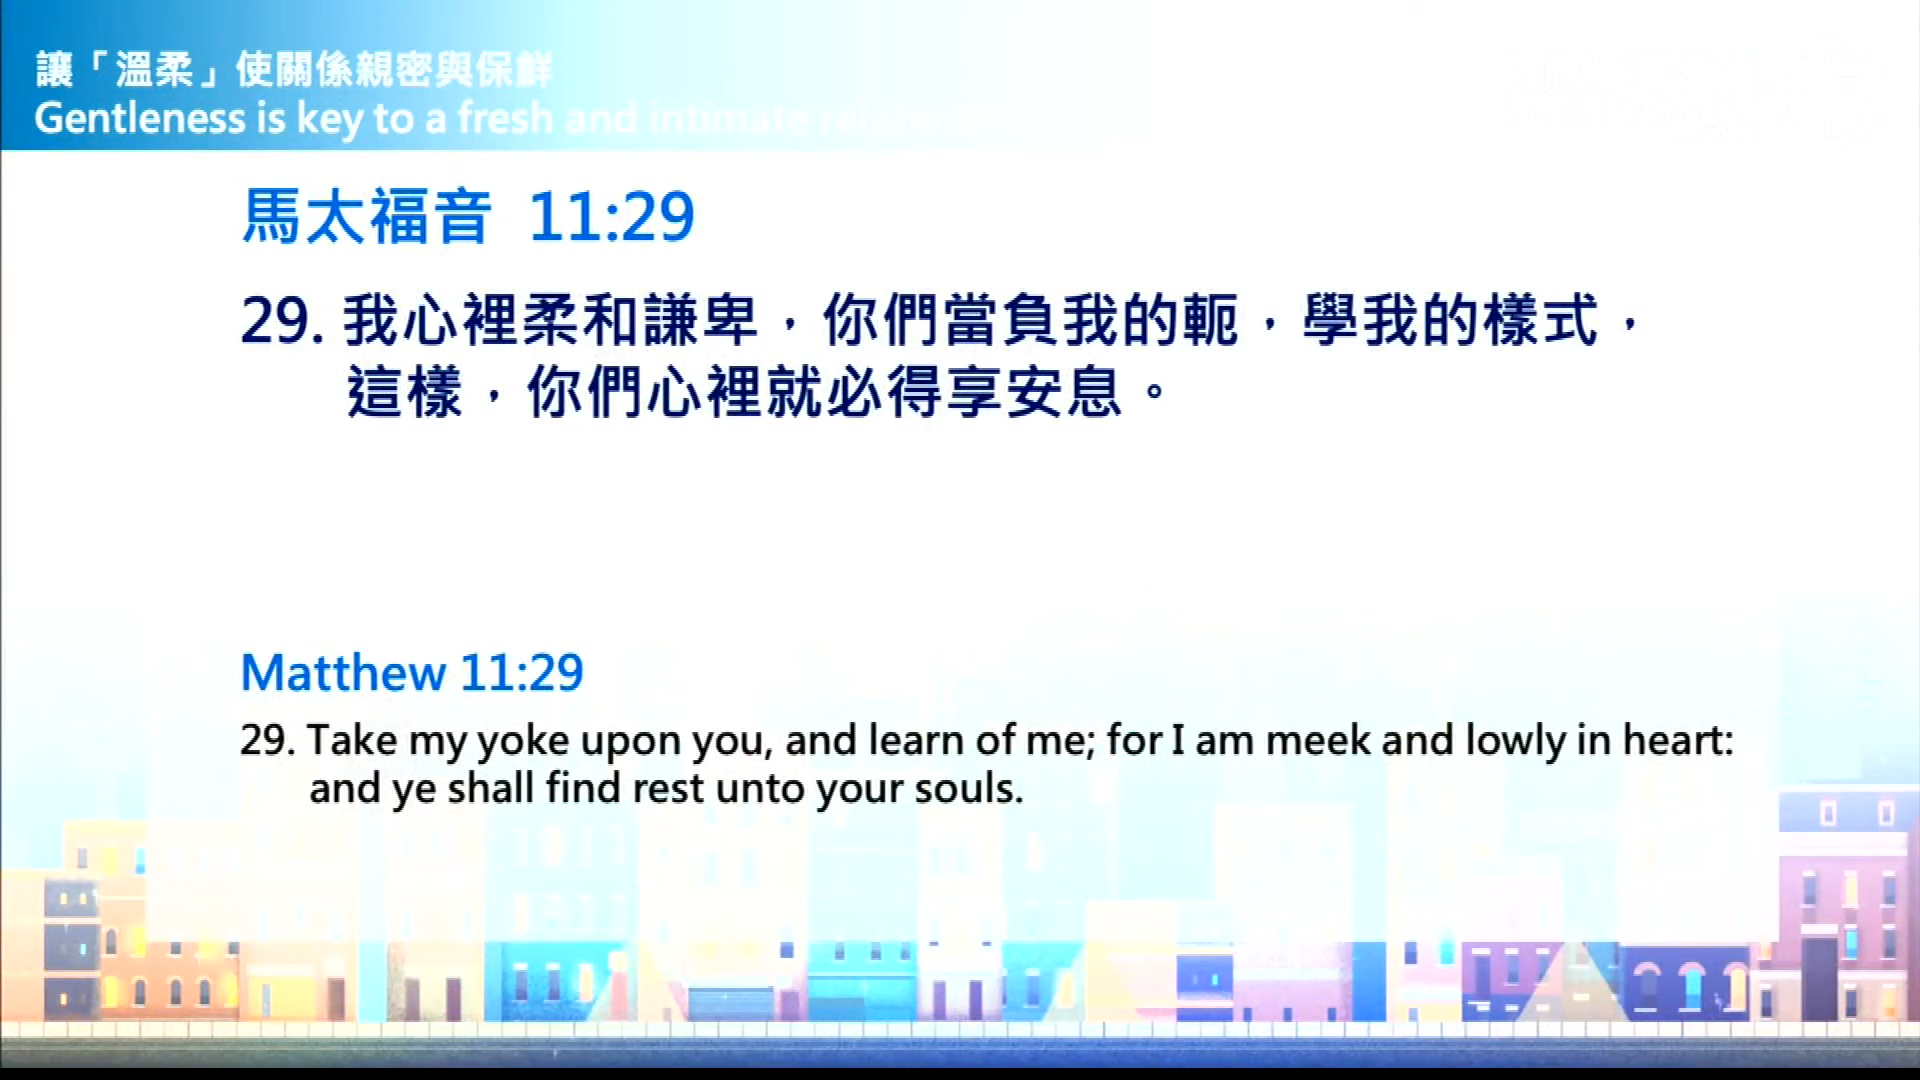 讓「溫柔」使關係親密與保鮮
Gentleness is key to a fresh and intimate
馬太福音 11:29
29. 我心裡柔和謙卑，你們當負我的軛，學我的樣式，
這樣，你們心裡就必得享安息。
Matthew 11:29
29. Take my yoke upon you, and learn of me; for I am meek and lowly in heart:
and ye shall find rest unto your souls.